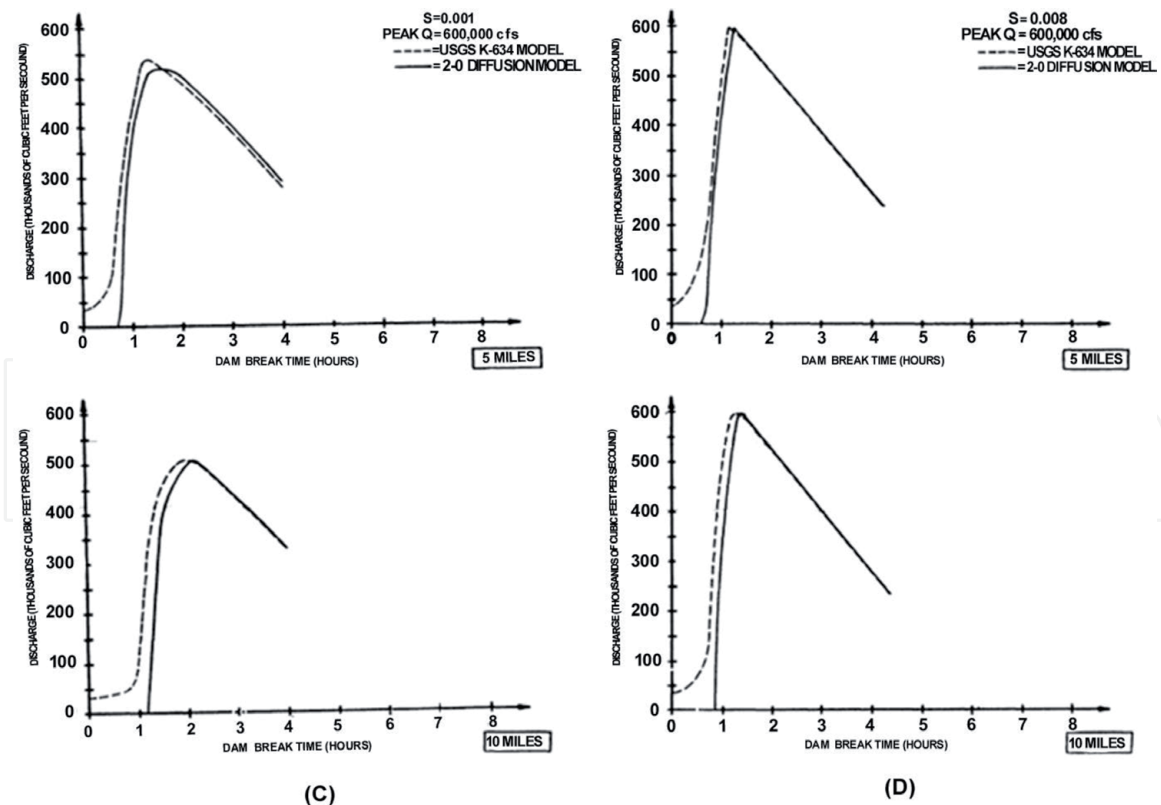 S=0.001
PEAK Q=600,000 cfs
=USGS K-634 MODEL
=2-0 DIFFUSION MODEL
DISCHARGE (THOUSANDS OF CUBIC FEET PER SECOND)
600
500
400
300
200
100
0
0 1 2 3 4 5 6 7 8
DAM BREAK TIME (HOURS)
5 MILES
S=0.008
PEAK Q=600,000 cfs
=USGS K-634 MODEL
=2-0 DIFFUSION MODEL
DISCHARGE (THOUSANDS OF CUBIC FEET PER SECOND)
600
500
400
300
200
100
0
0 1 2 3 4 5 6 7 8
DAM BREAK TIME (HOURS)
5 MILES
DISCHARGE (THOUSANDS OF CUBIC FEET PER SECOND)
600
500
400
300
200
100
0
0 1 2 3 4 5 6 7 8
DAM BREAK TIME (HOURS)
10 MILES
(C)
DISCHARGE (THOUSANDS OF CUBIC FEET PER SECOND)
600
500
400
300
200
100
0
0 1 2 3 4 5 6 7 8
DAM BREAK TIME (HOURS)
10 MILES
(D)